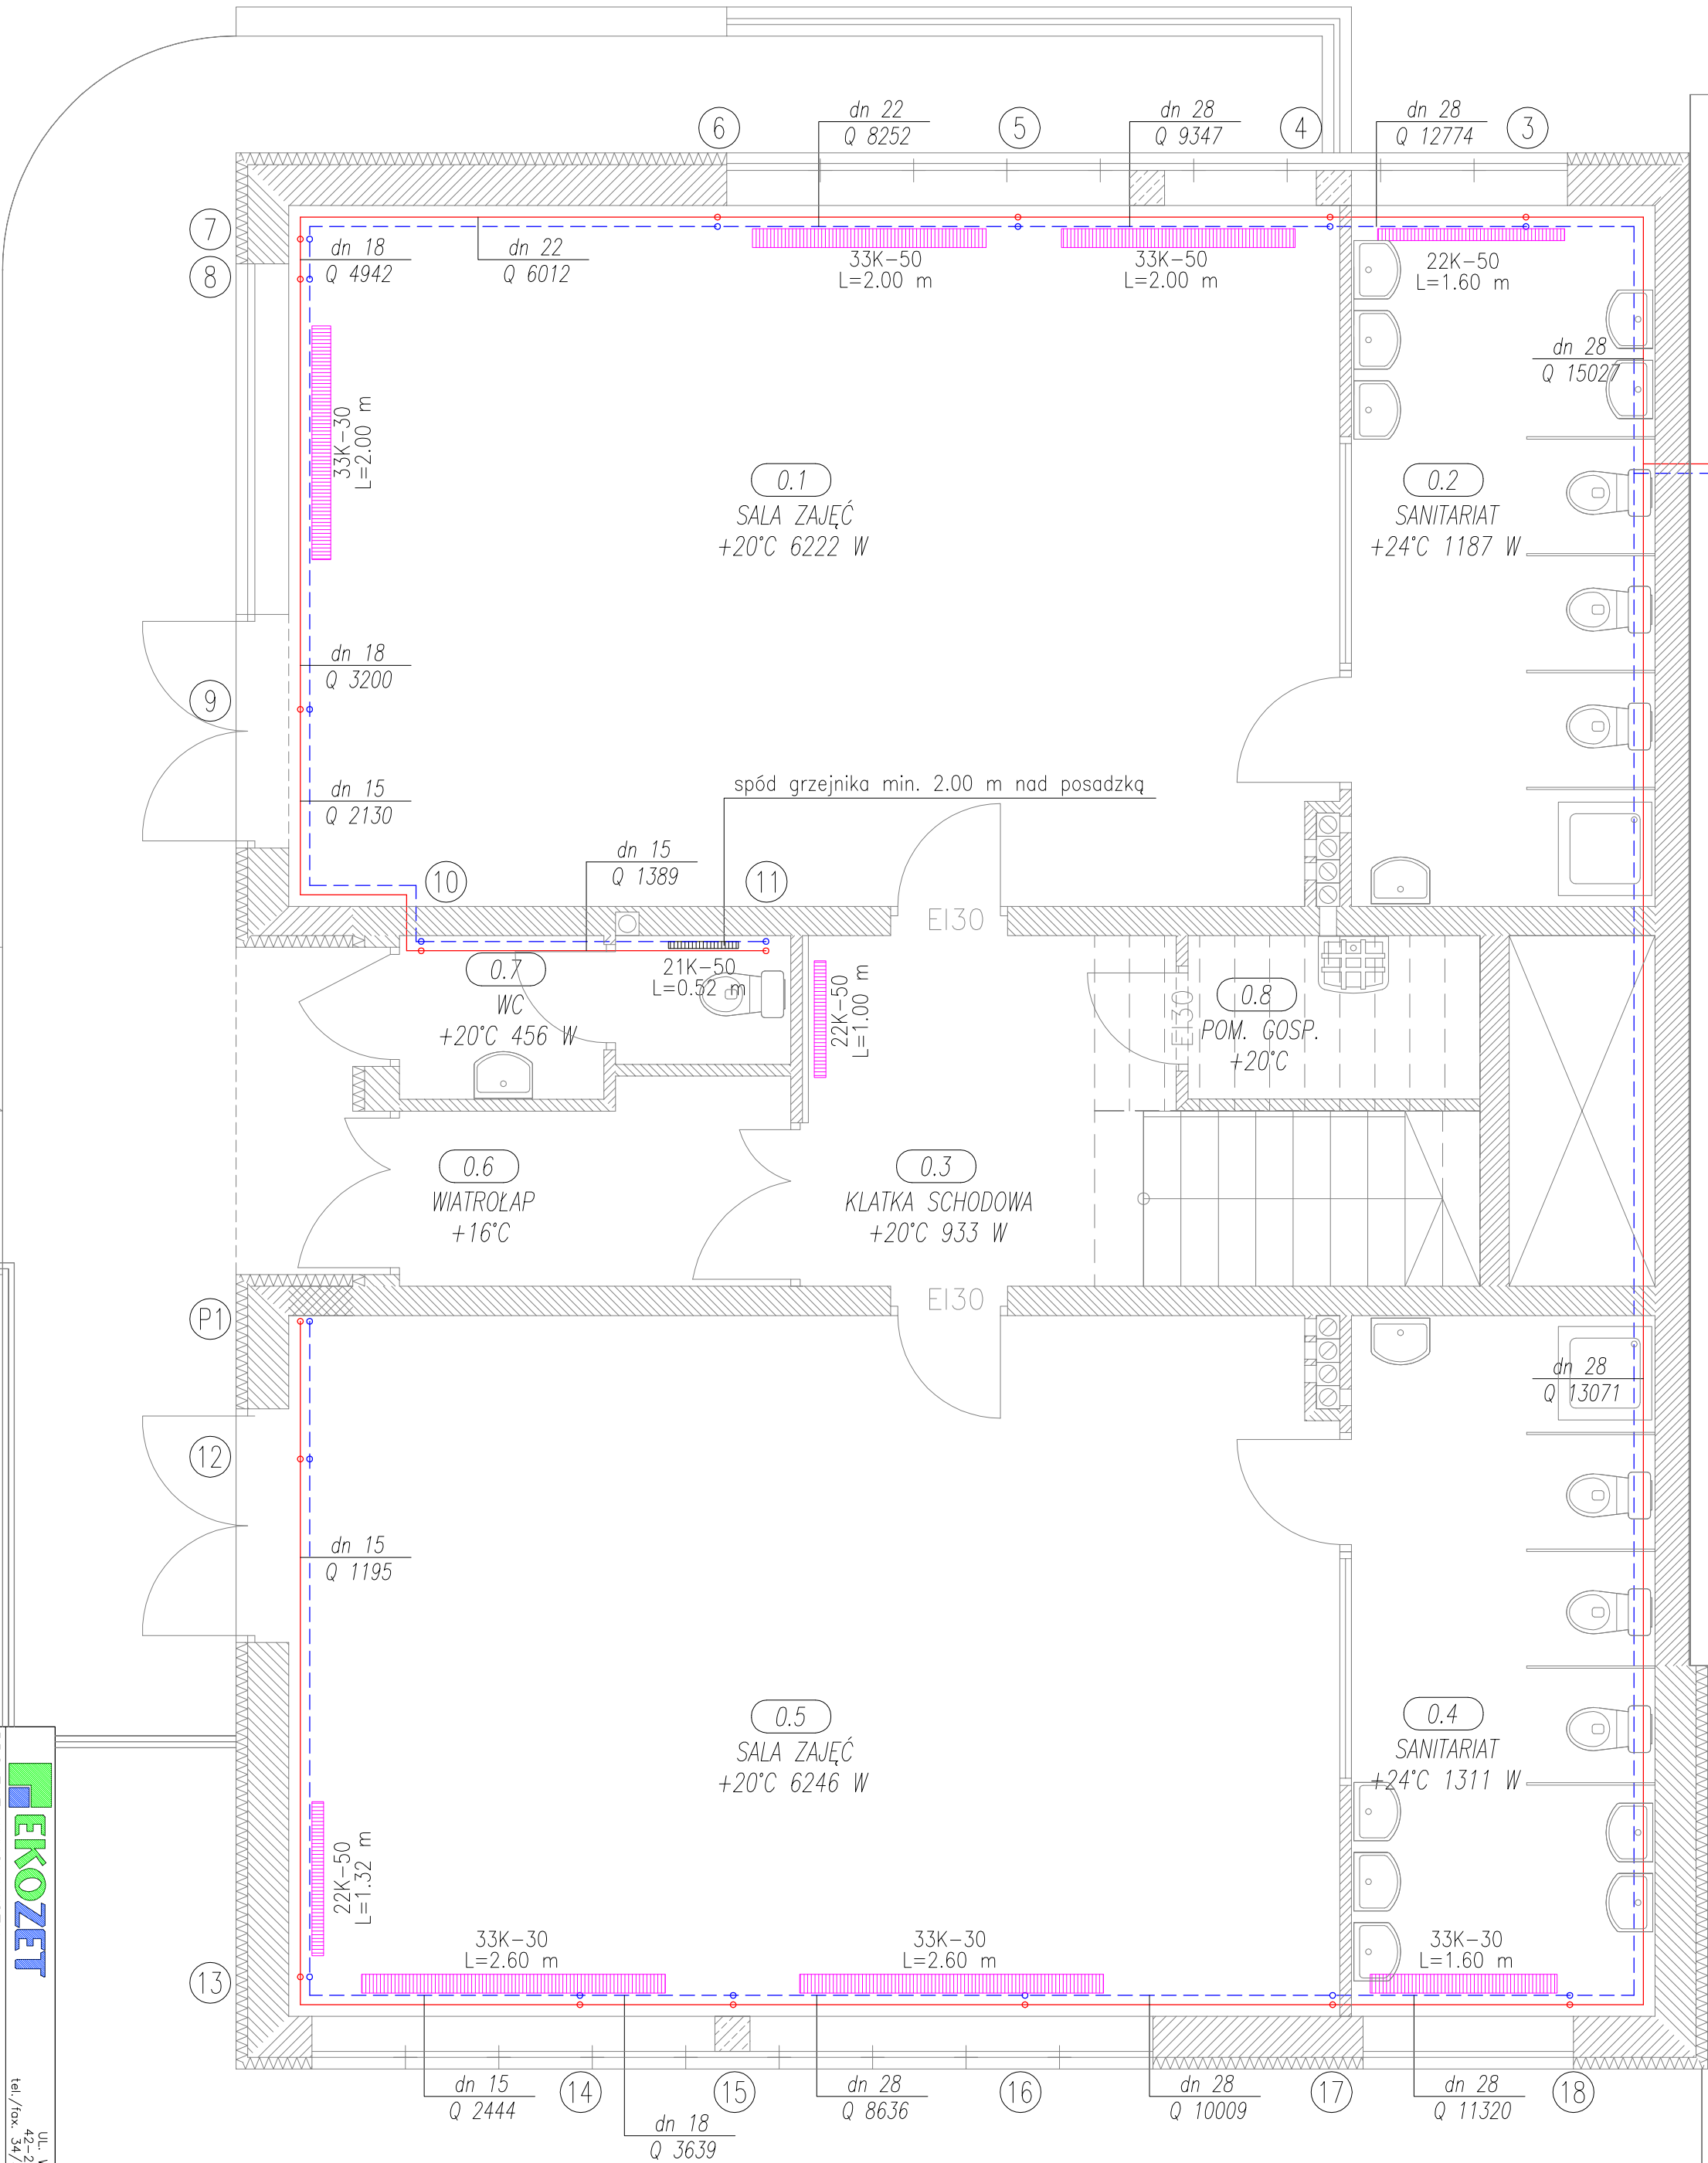 dn 22
Q 8252
dn 28
Q 9347
dn 28
Q 12774
6
5
4
3
7
8
dn 18
Q 4942
dn 22
Q 6012
33K-50
L=2.00 m
33K-50
L=2.00 m
22K-50
L=1.60 m
dn 28
Q 15027
33K-30
L=2.00 m
0.1
SALA ZAJĘĆ
+20°C 6222 W
0.2
SANITARIAT
+24°C 1187 W
dn 18
Q 3200
9
dn 15
Q 2130
spód grzejnika min. 2.00 m nad posadzką
dn 15
Q 1389
10
11
EI30
0.7
WC
+20°C 456 W
21K-50
L=0.52 m
22K-50
L=1.00 m
EI30
0.8
POM. GOSP.
+20°C
0.6
WIATROŁAP
+16°C
0.3
KLATKA SCHODOWA
+20°C 933 W
EI30
P1
dn 28
Q 13071
12
dn 15
Q 1195
0.5
SALA ZAJĘĆ
+20°C 6246 W
0.4
SANITARIAT
+24°C 1311 W
22K-50
L=1.32 m
33K-30
L=2.60 m
33K-30
L=2.60 m
33K-30
L=1.60 m
13
dn 15
Q 2444
14
dn 18
Q 3639
15
dn 28
Q 8636
16
dn 28
Q 10009
17
dn 28
Q 11320
18
EKOZET
UL.
42-2
tel./fax. 34/